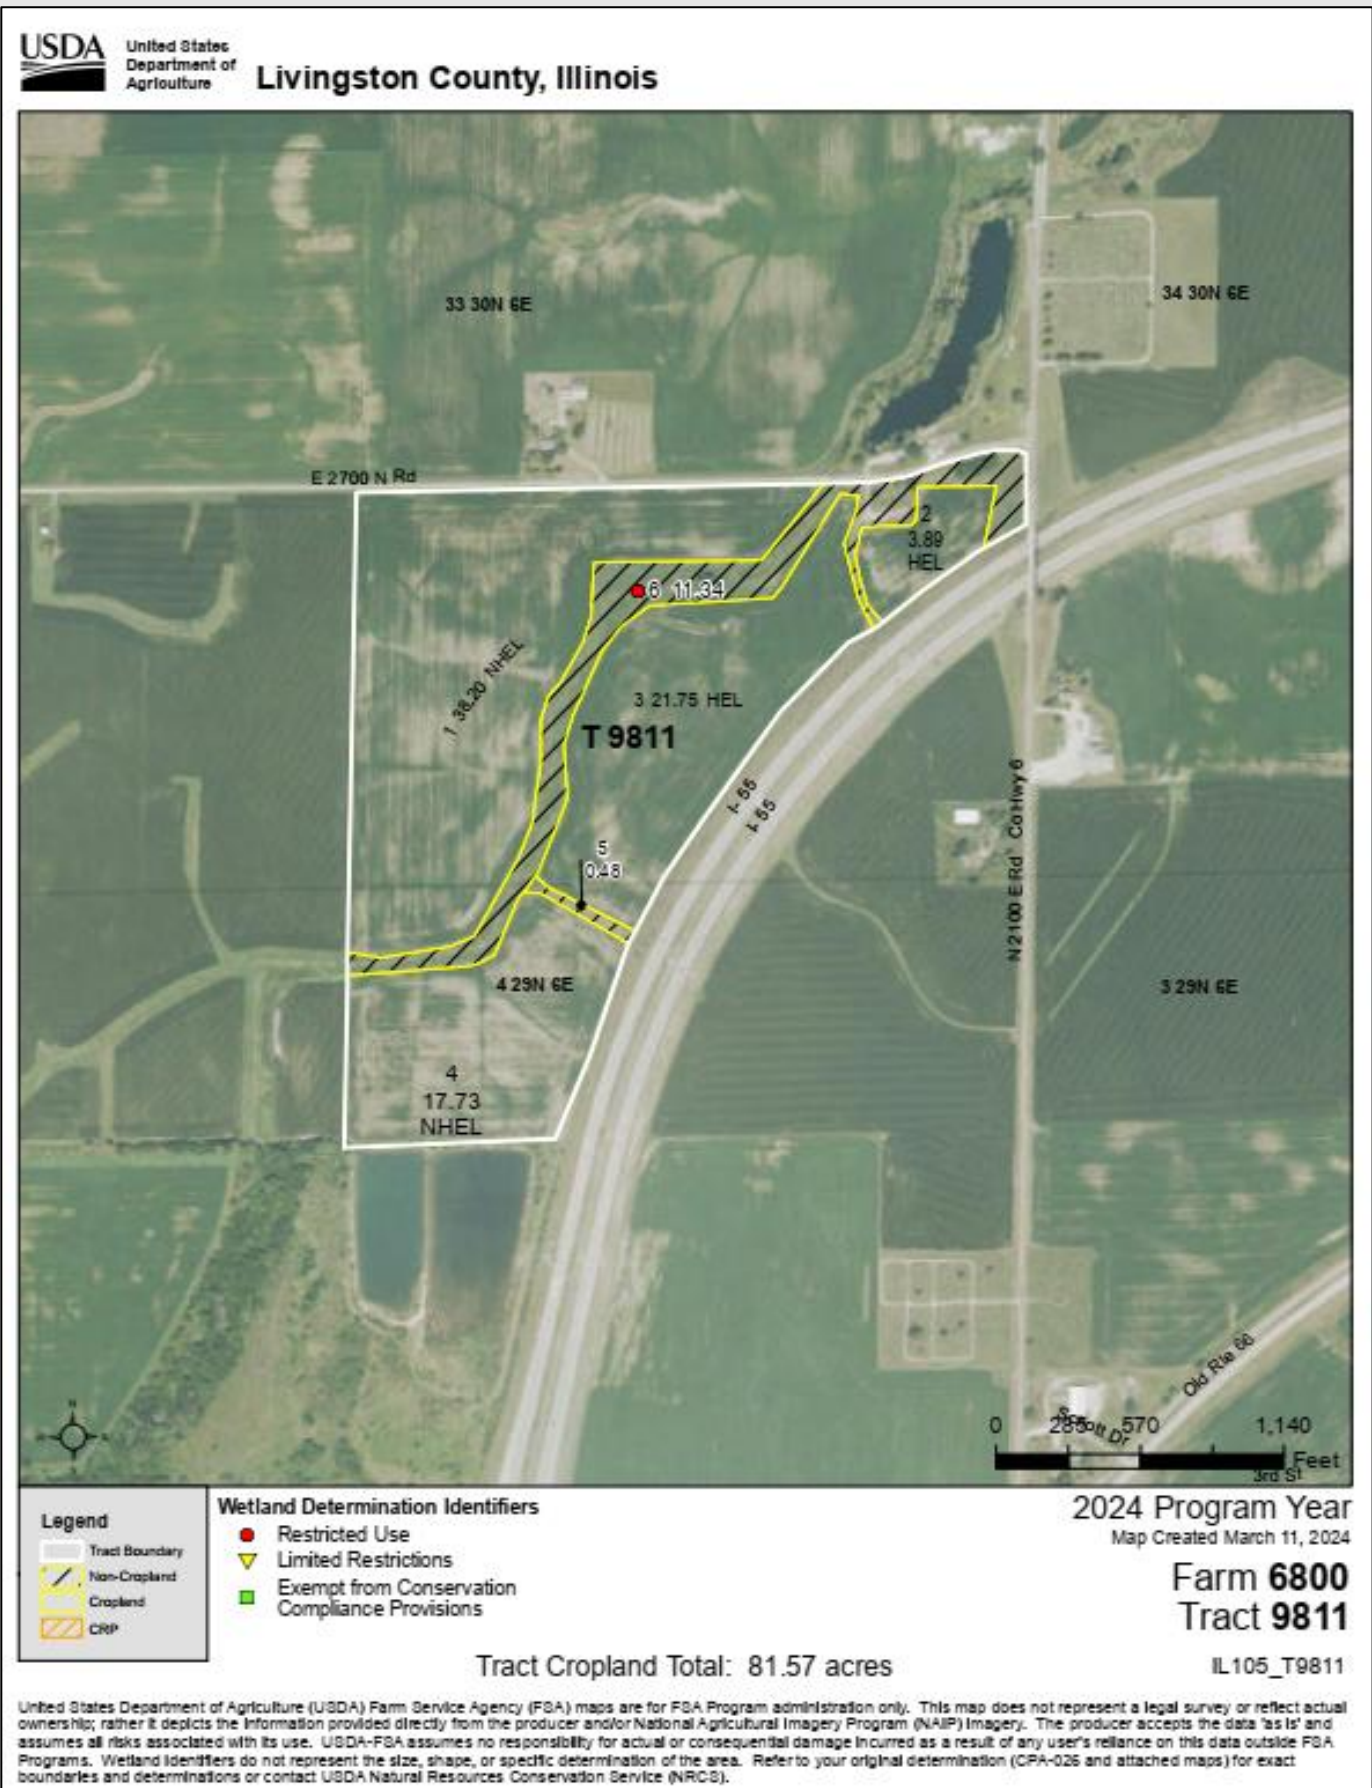 USDA
United States
Department of
Agriculture
Livingston County, Illinois
33 30N 6E
34 30N 6E
E 2700 N Rd
2
3.89
HEL
6 11.34
1 38.20 NHEL
3 21.75 HEL
T 9811
I-55
I-55
N 2100 E Rd Co Hwy 6
5
0.48
4 29N 6E
3 29N 6E
4
17.73
NHEL
Old Rte 66
Scott Dr
0 285 570 1,140
Feet
3rd St
N
Legend
Tract Boundary
Non-Cropland
Cropland
CRP
Wetland Determination Identifiers
Restricted Use
Limited Restrictions
Exempt from Conservation
Compliance Provisions
2024 Program Year
Map Created March 11, 2024
Farm 6800
Tract 9811
Tract Cropland Total: 81.57 acres
IL105_T9811
United States Department of Agriculture (USDA) Farm Service Agency (FSA) maps are for FSA Program administration only. This map does not represent a legal survey or reflect actual
ownership; rather it depicts the information provided directly from the producer and/or National Agricultural Imagery Program (NAIP) imagery. The producer accepts the data 'as is' and
assumes all risks associated with its use. USDA-FSA assumes no responsibility for actual or consequential damage incurred as a result of any user's reliance on this data outside FSA
Programs. Wetland identifiers do not represent the size, shape, or specific determination of the area. Refer to your original determination (CPA-026 and attached maps) for exact
boundaries and determinations or contact USDA Natural Resources Conservation Service (NRCS).